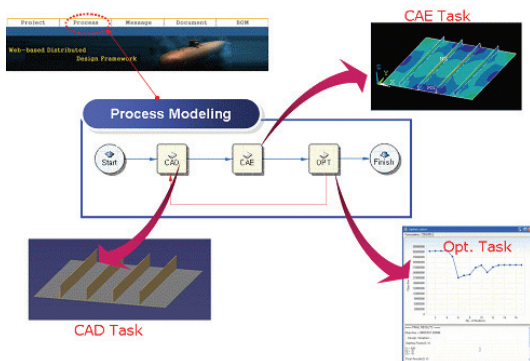 Project Process Message Document ECM
Web-based Distributed
Design Framework
CAE Task
Process Modeling
Start CAD CAE OPT Finish
Opt. Task
CAD Task